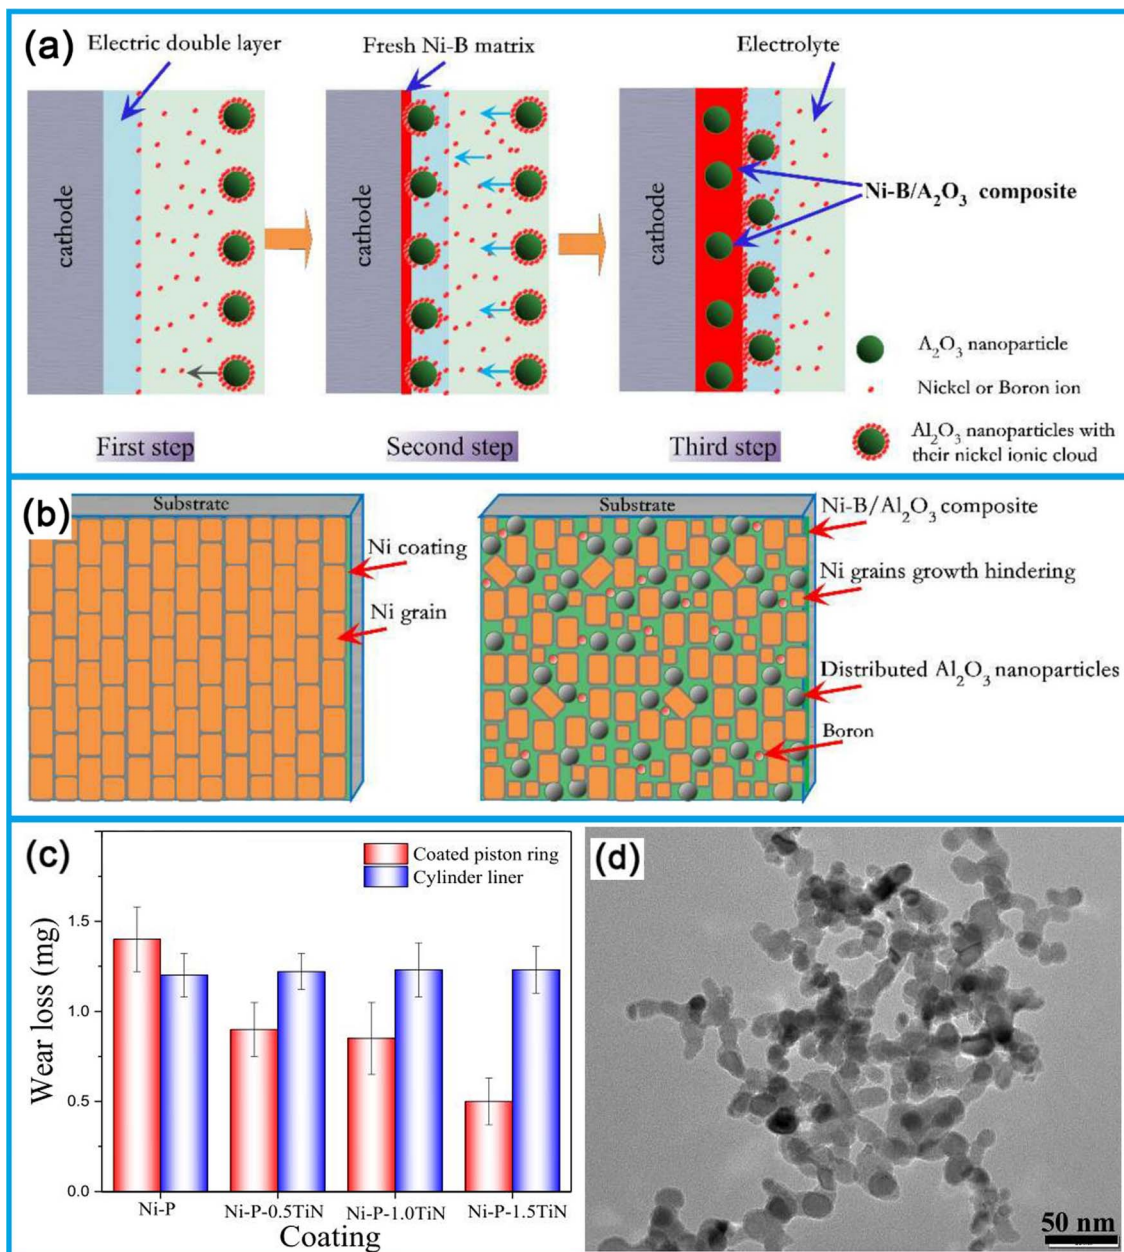 (a)
Electric double layer
Fresh Ni-B matrix
Electrolyte
cathode
cathode
cathode
Ni-B/A₂O₃ composite
A₂O₃ nanoparticle
Nickel or Boron ion
Al₂O₃ nanoparticles with
their nickel ionic cloud
First step
Second step
Third step
(b)
Substrate
Ni coating
Ni grain
Substrate
Ni-B/Al₂O₃ composite
Ni grains growth hindering
Distributed Al₂O₃ nanoparticles
Boron
(c)
Coated piston ring
Cylinder liner
Wear loss (mg)
1.5
1.0
0.5
0.0
Ni-P
Ni-P-0.5TiN
Ni-P-1.0TiN
Ni-P-1.5TiN
Coating
(d)
50 nm